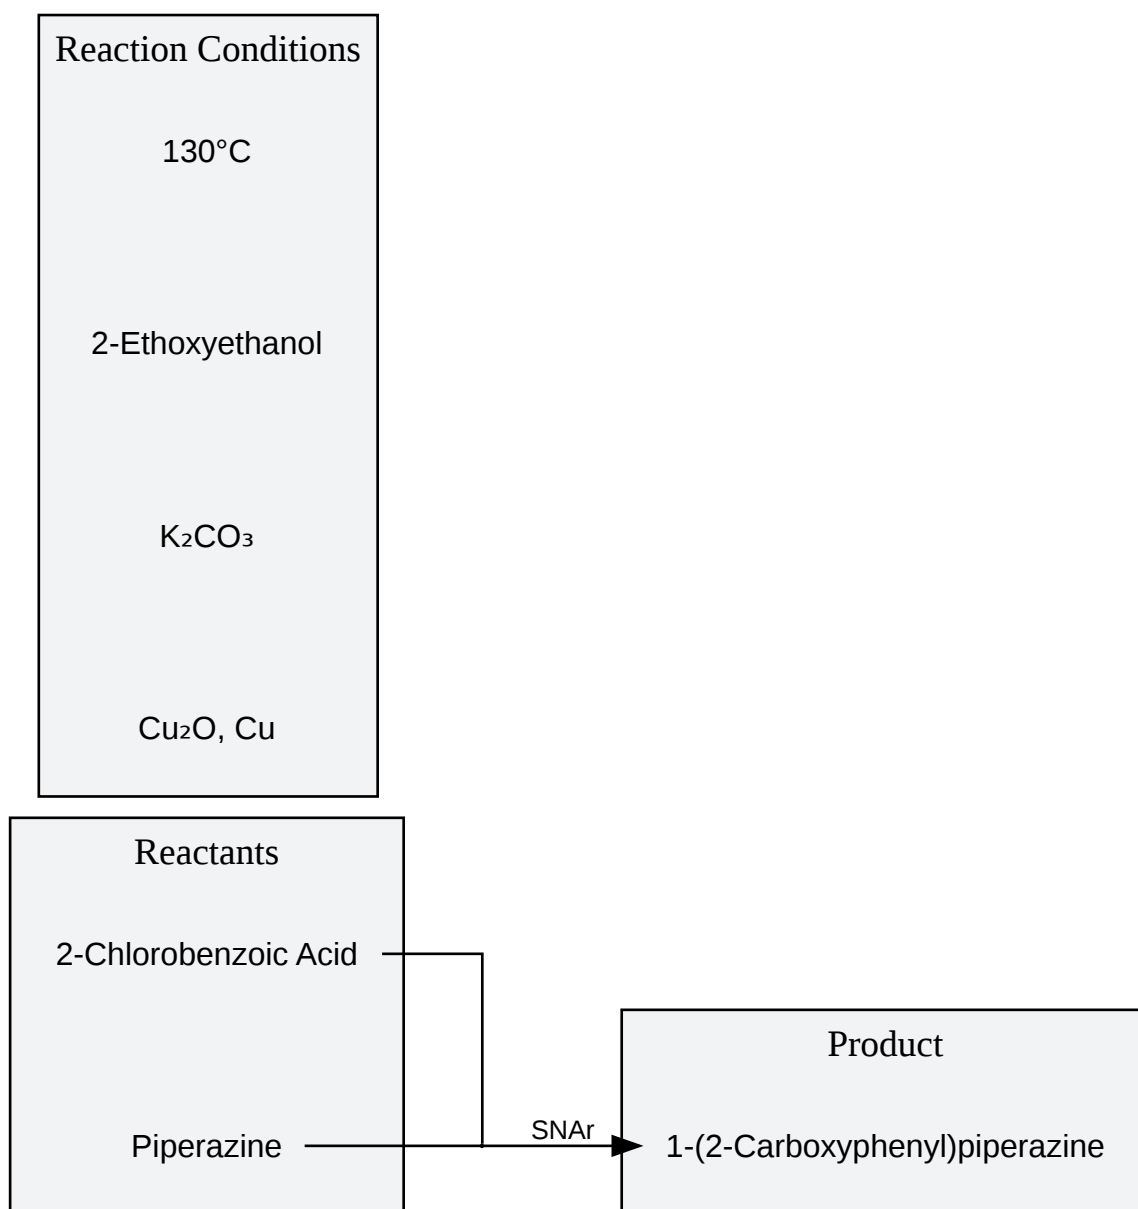 Reaction Conditions
130°C
2-Ethoxyethanol
K₂CO₃
Cu₂O, Cu
Reactants
2-Chlorobenzoic Acid
Product
Piperazine
SNAr
1-(2-Carboxyphenyl)piperazine